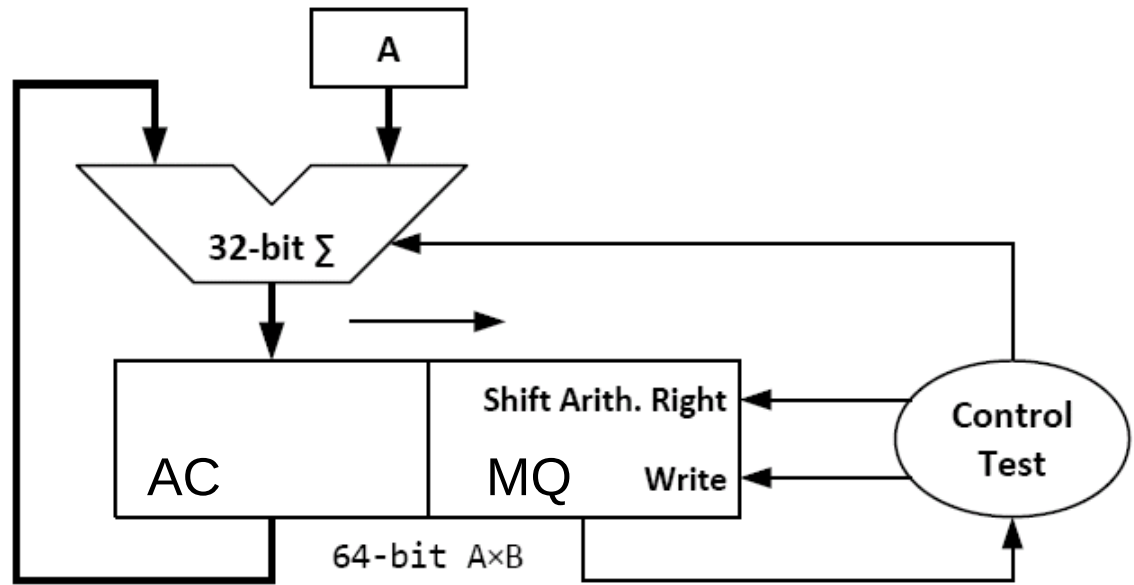 A
32-bit ∑
Shift Arith. Right
Control
Test
AC
MQ
Write
64-bit A×B